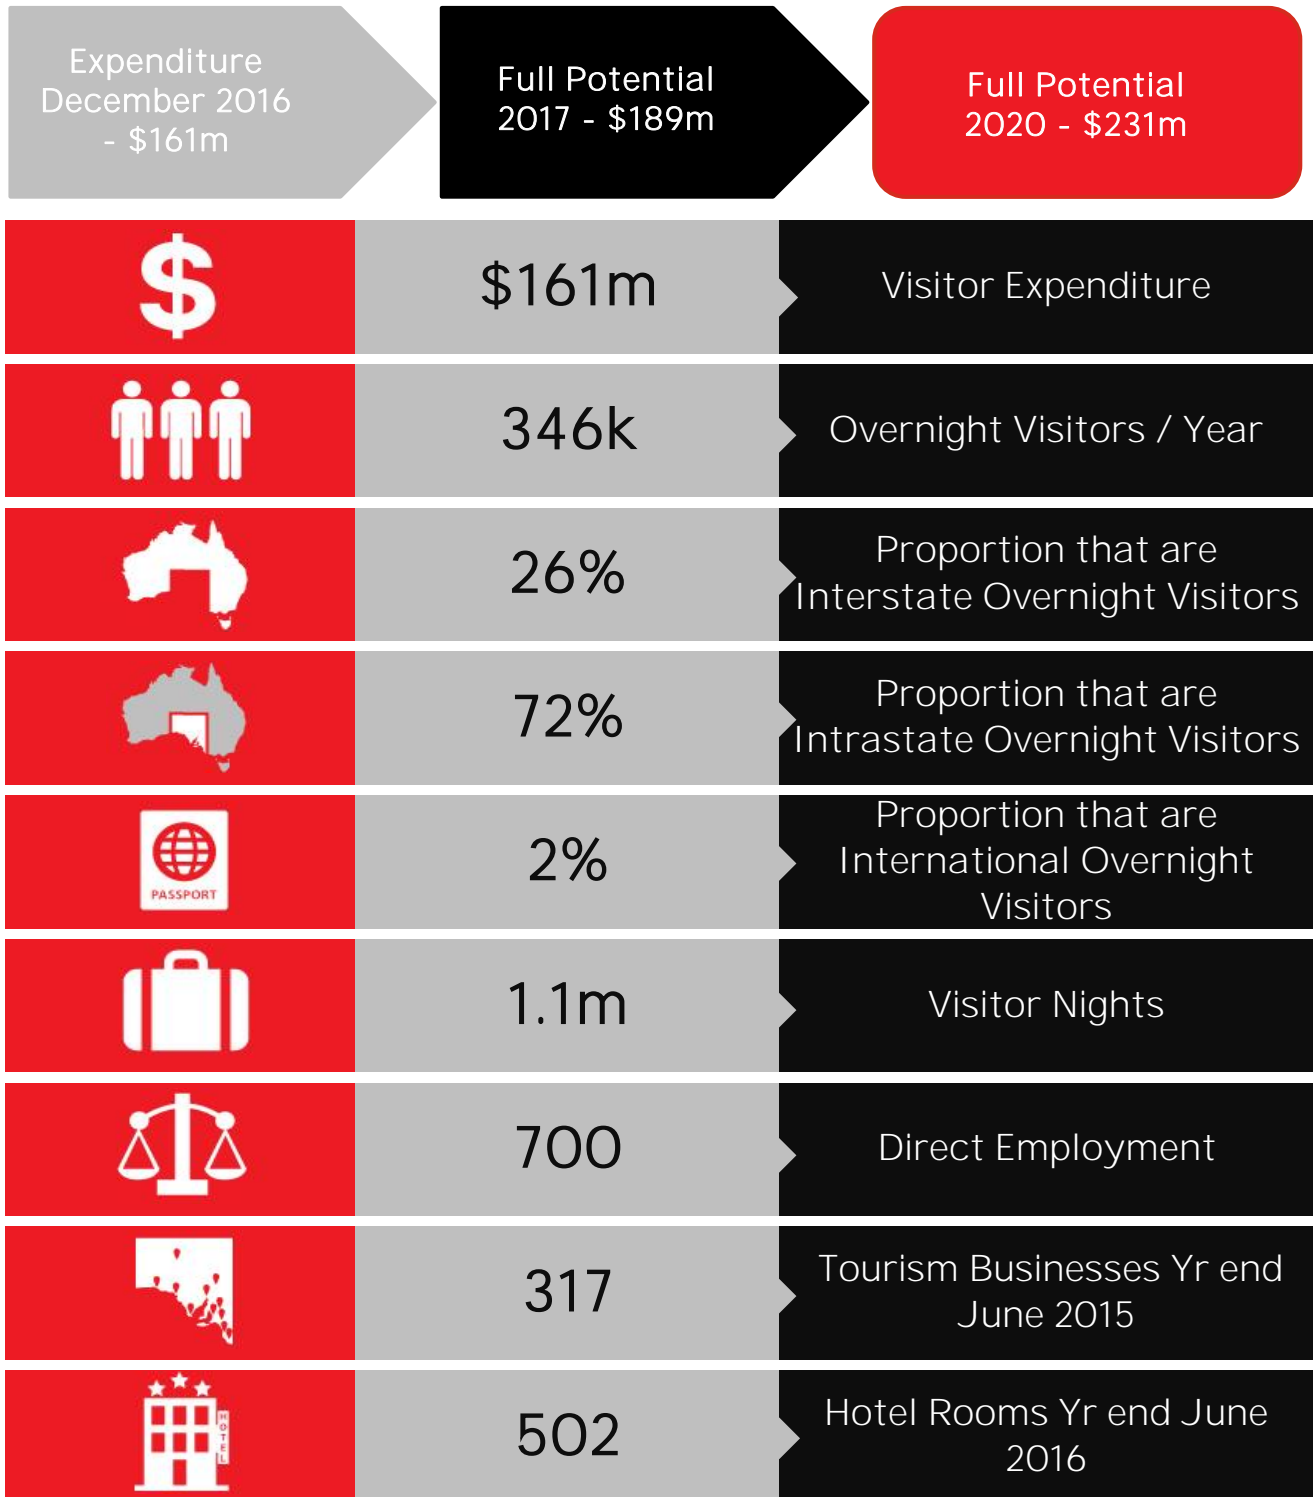 Expenditure
December 2016
- $161m
Full Potential
2017 - $189m
Full Potential
2020 - $231m
$
$161m
Visitor Expenditure
346k
Overnight Visitors / Year
26%
Proportion that are
Interstate Overnight Visitors
72%
Proportion that are
Intrastate Overnight Visitors
PASSPORT
2%
Proportion that are
International Overnight
Visitors
1.1m
Visitor Nights
700
Direct Employment
317
Tourism Businesses Yr end
June 2015
HOTEL
502
Hotel Rooms Yr end June
2016